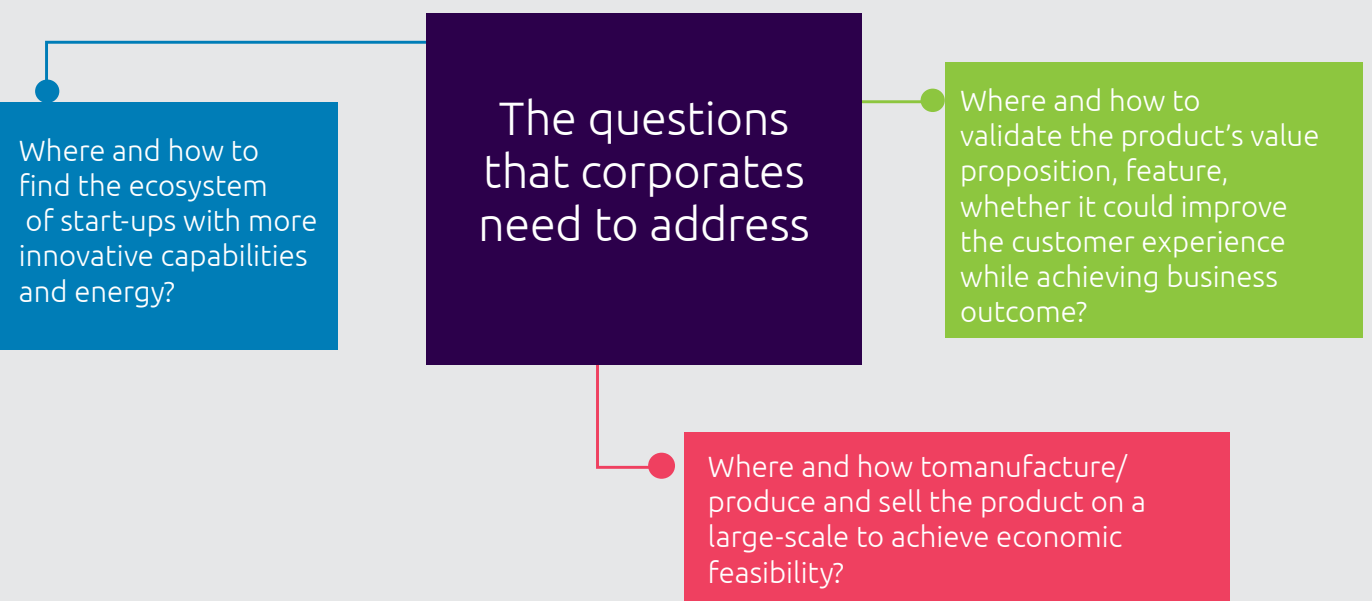 The questions
that corporates
need to address
Where and how to
find the ecosystem
of start-ups with more
innovative capabilities
and energy?
Where and how to
validate the product's value
proposition, feature,
whether it could improve
the customer experience
while achieving business
outcome?
Where and how tomanufacture/
produce and sell the product on a
large-scale to achieve economic
feasibility?